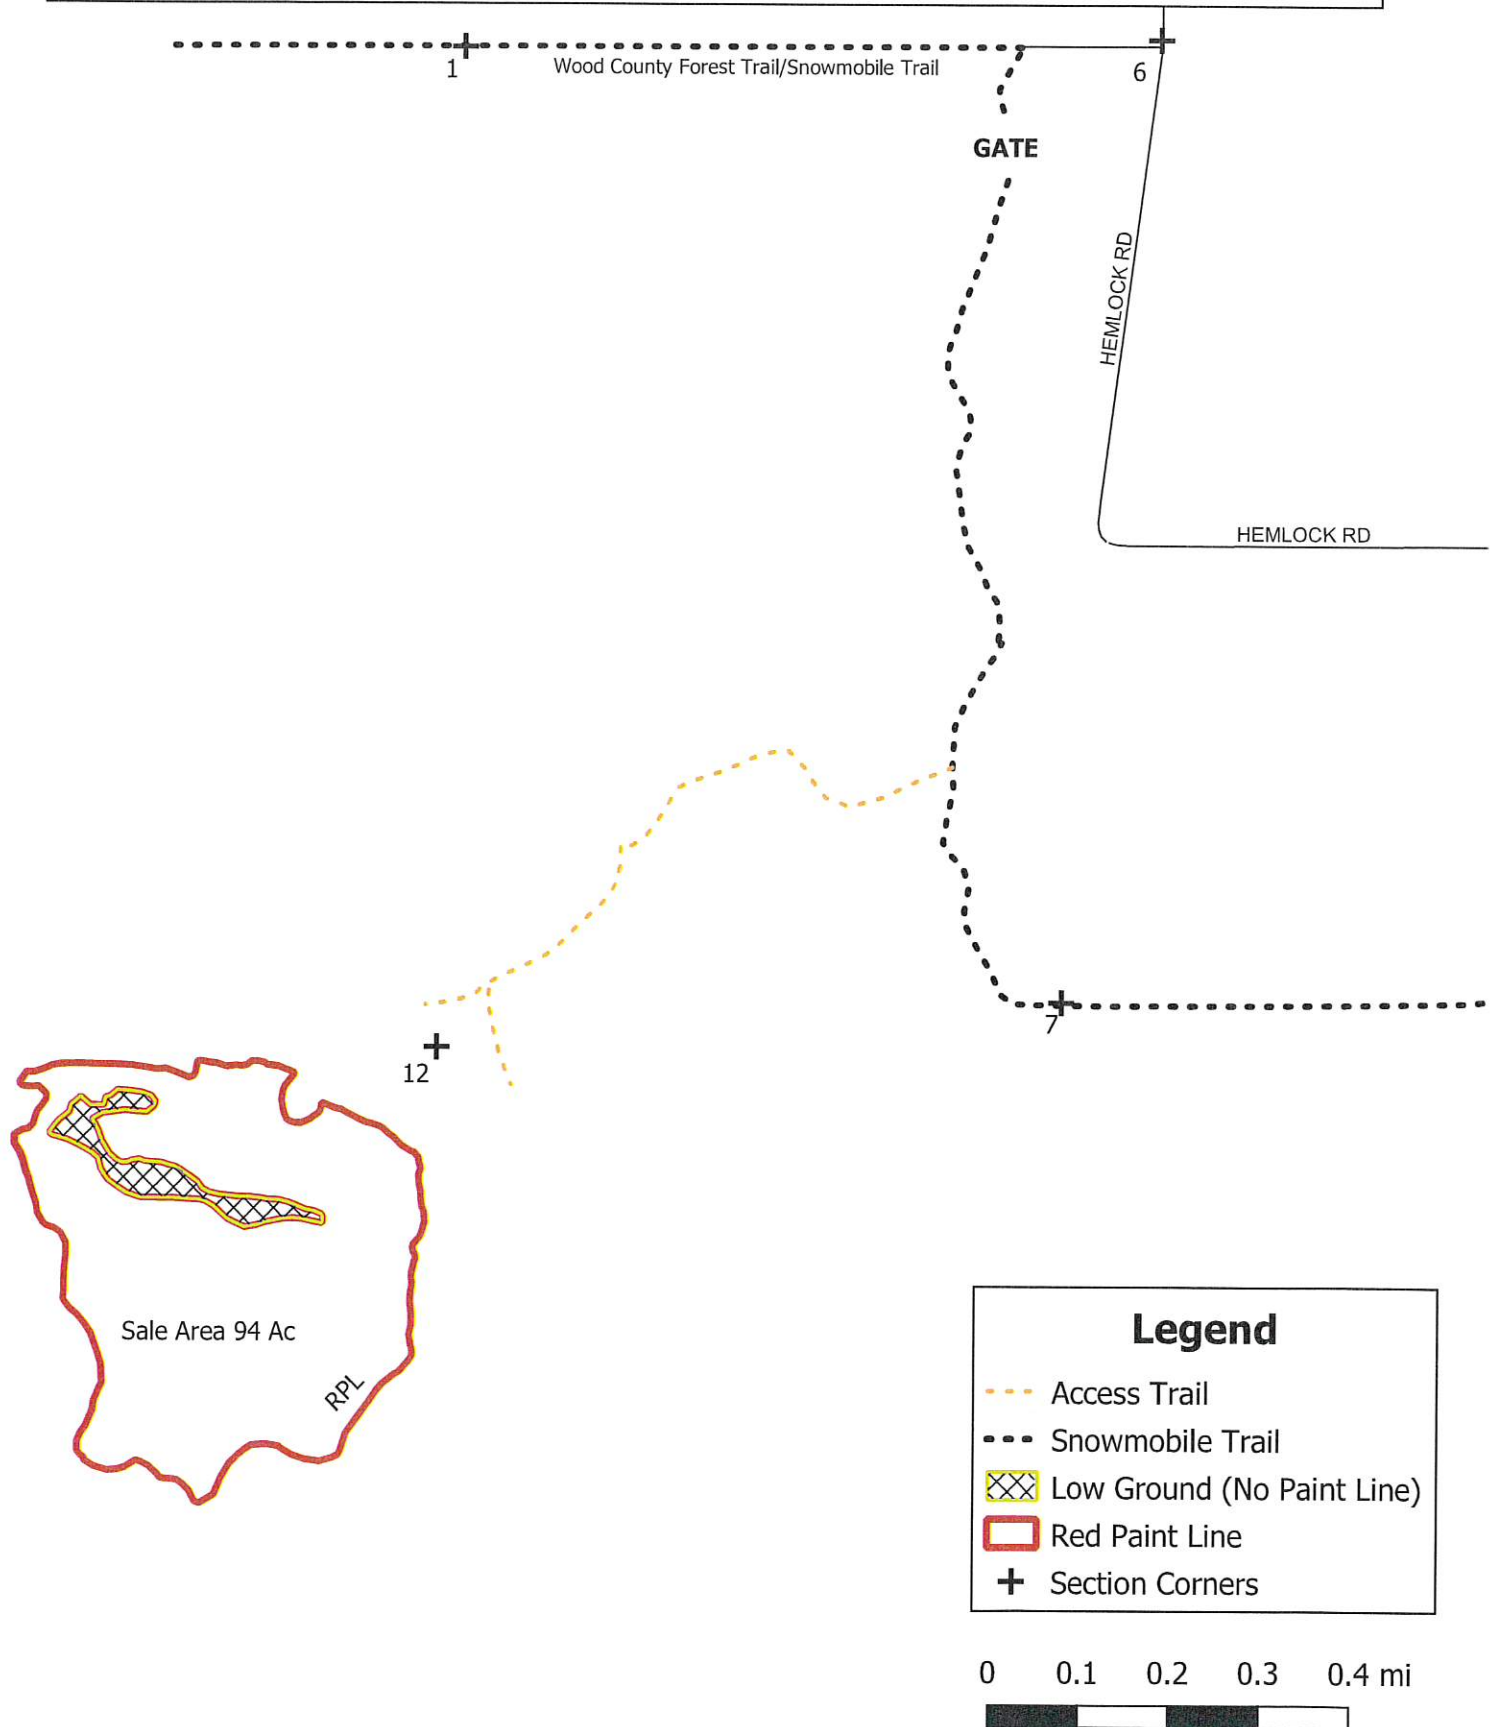 1
Wood County Forest Trail/Snowmobile Trail
6
GATE
HEMLOCK RD
HEMLOCK RD
7
12
Sale Area 94 Ac
RPL
Legend
Access Trail
Snowmobile Trail
Low Ground (No Paint Line)
Red Paint Line
Section Corners
0 0.1 0.2 0.3 0.4 mi